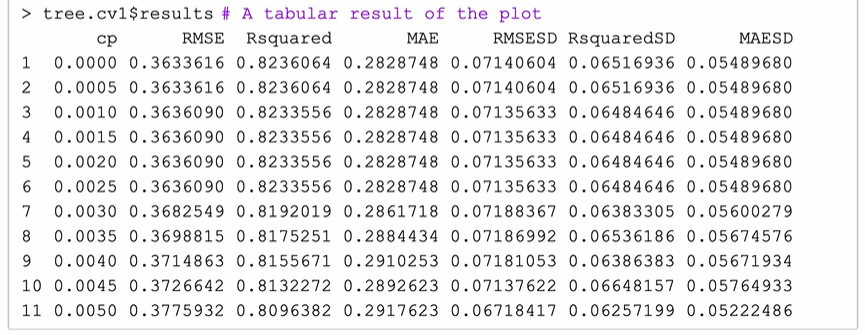 > tree.cv1$results # A tabular result of the plot
cp RMSE Rsquared MAE RMSESD RsquaredSD MAESD
1 0.0000 0.3633616 0.8236064 0.2828748 0.07140604 0.06516936 0.05489680
2 0.0005 0.3633616 0.8236064 0.2828748 0.07140604 0.06516936 0.05489680
3 0.0010 0.3636090 0.8233556 0.2828748 0.07135633 0.06484646 0.05489680
4 0.0015 0.3636090 0.8233556 0.2828748 0.07135633 0.06484646 0.05489680
5 0.0020 0.3636090 0.8233556 0.2828748 0.07135633 0.06484646 0.05489680
6 0.0025 0.3636090 0.8233556 0.2828748 0.07135633 0.06484646 0.05489680
7 0.0030 0.3682549 0.8192019 0.2861718 0.07188367 0.06383305 0.05600279
8 0.0035 0.3698815 0.8175251 0.2884434 0.07186992 0.06536186 0.05674576
9 0.0040 0.3714863 0.8155671 0.2910253 0.07181053 0.06386383 0.05671934
10 0.0045 0.3726642 0.8132272 0.2892623 0.07137622 0.06648157 0.05764933
11 0.0050 0.3775932 0.8096382 0.2917623 0.06718417 0.06257199 0.05222486